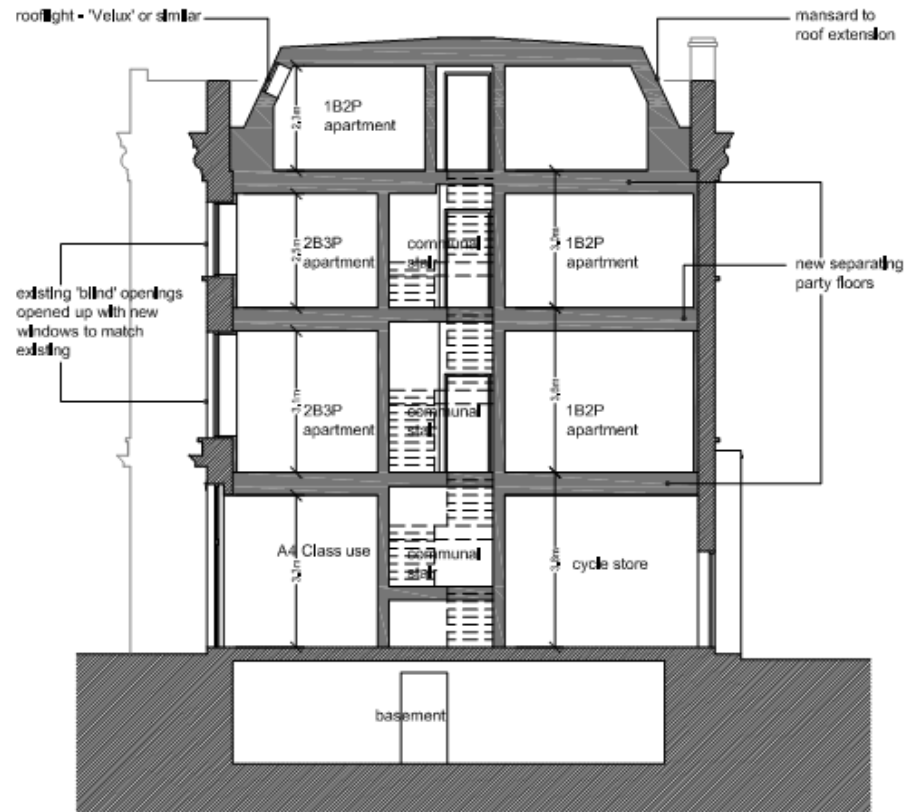 rooflight - 'Velux' or similar
mansard to
roof extension
1B2P
apartment
2B3P
apartment
communal
stair
1B2P
apartment
new separating
party floors
existing 'blind' openings
opened up with new
windows to match
existing
3.1m
2B3P
apartment
communal
stair
1B2P
apartment
A4 Class use
communal
stair
cycle store
basement